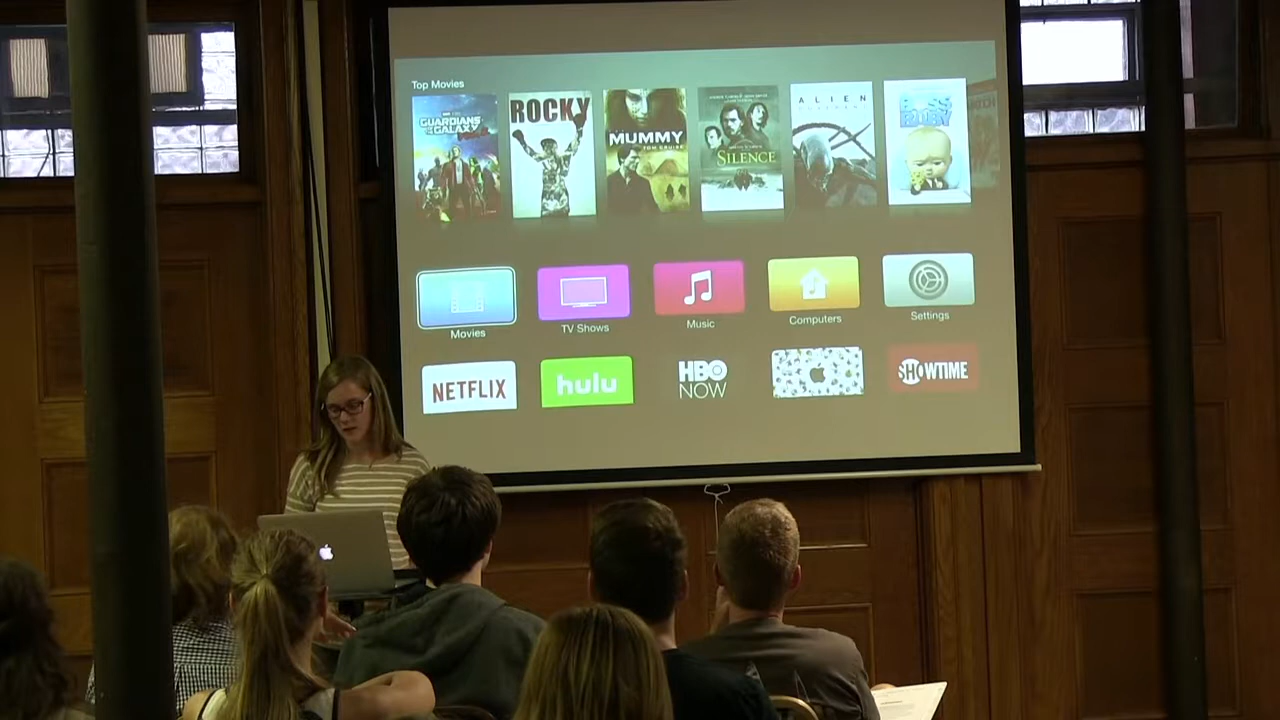 Top Movies
GUARDIANS
OF THE GALAXY
ROCKY
THE
MUMMY
TOM CRUISE
SILENCE
ALIEN
BOSS
BABY
Movies
TV Shows
Music
Computers
Settings
NETFLIX
hulu
HBO
NOW
SHOWTIME